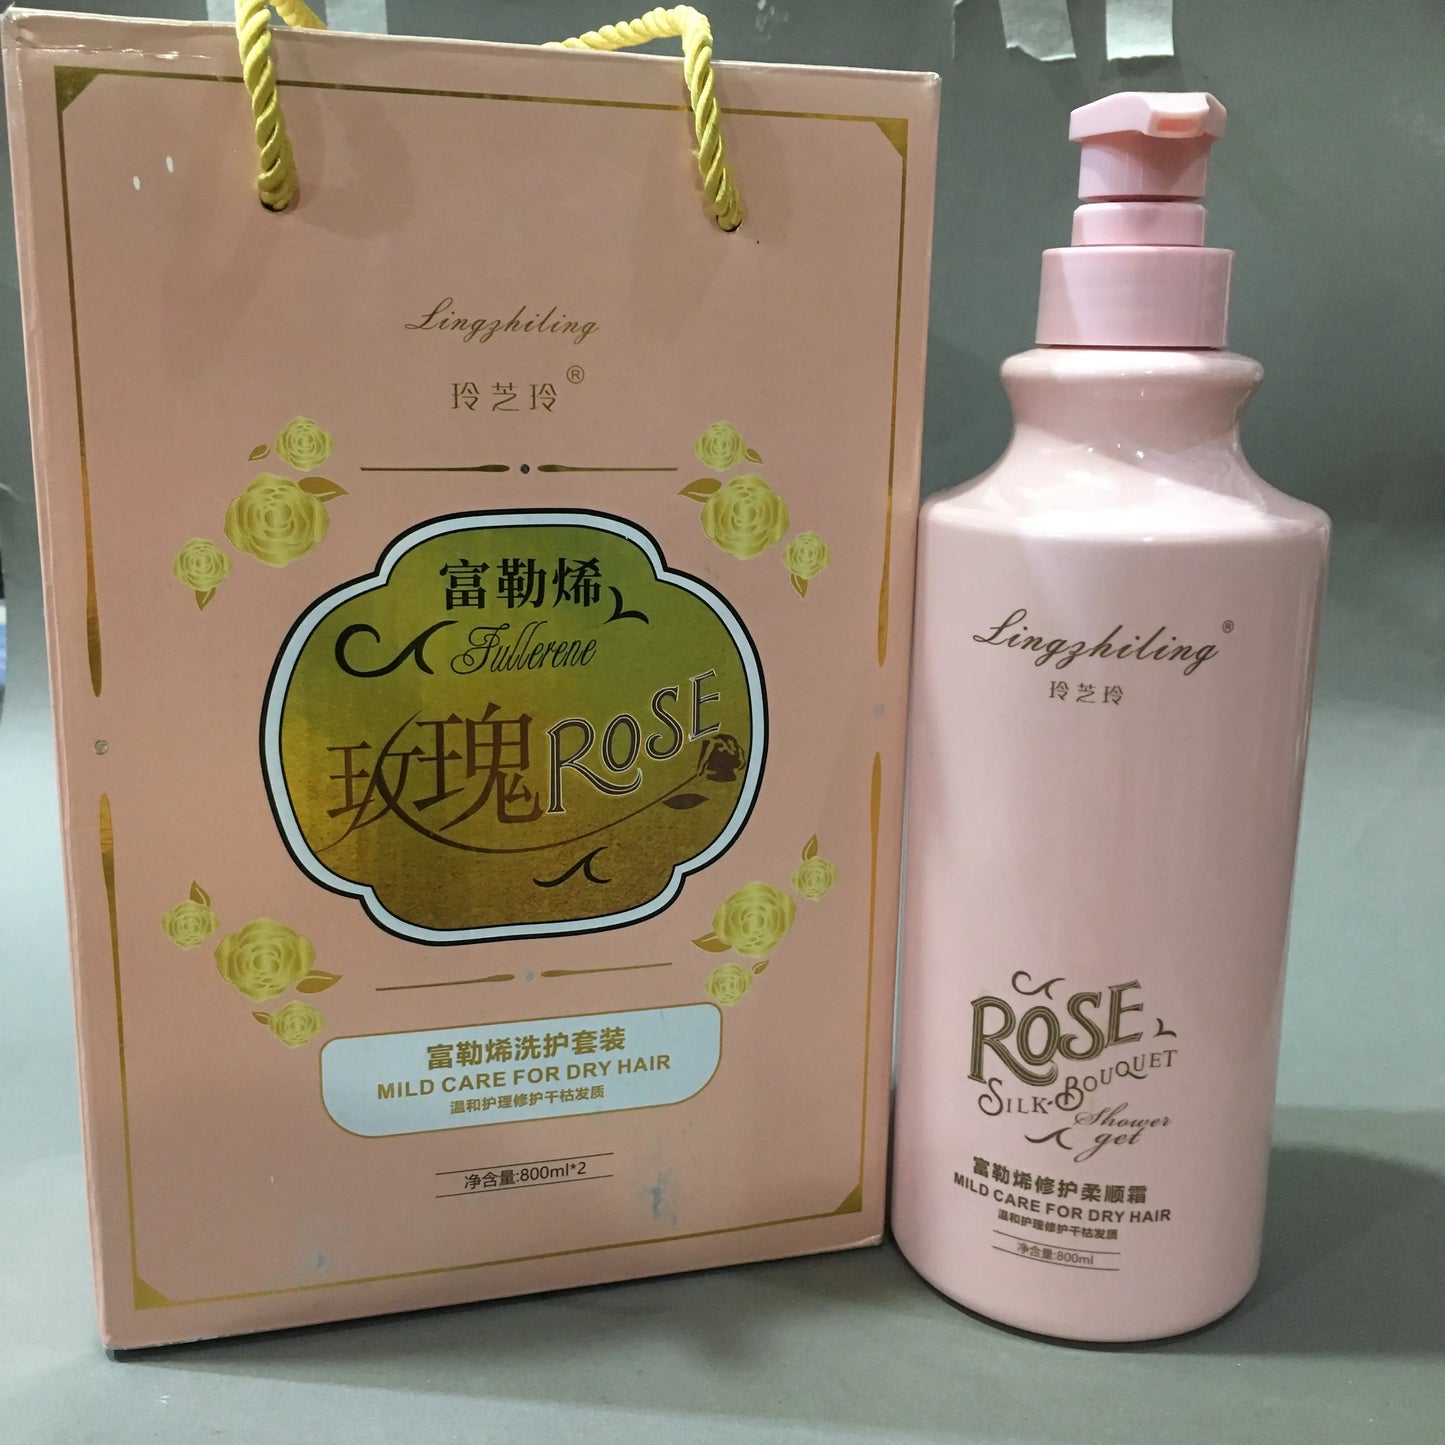 Lingzhiling
玲芝玲®
富勒烯
Fullerene
玫瑰ROSE
富勒烯洗护套装
MILD CARE FOR DRY HAIR
温和护理修护干枯发质
净含量:800ml*2
Lingzhiling®
玲芝玲
ROSE
SILK-BOUQUET
Shower
get
富勒烯修护柔顺霜
MILD CARE FOR DRY HAIR
温和护理修护干枯发质
净含量:800ml